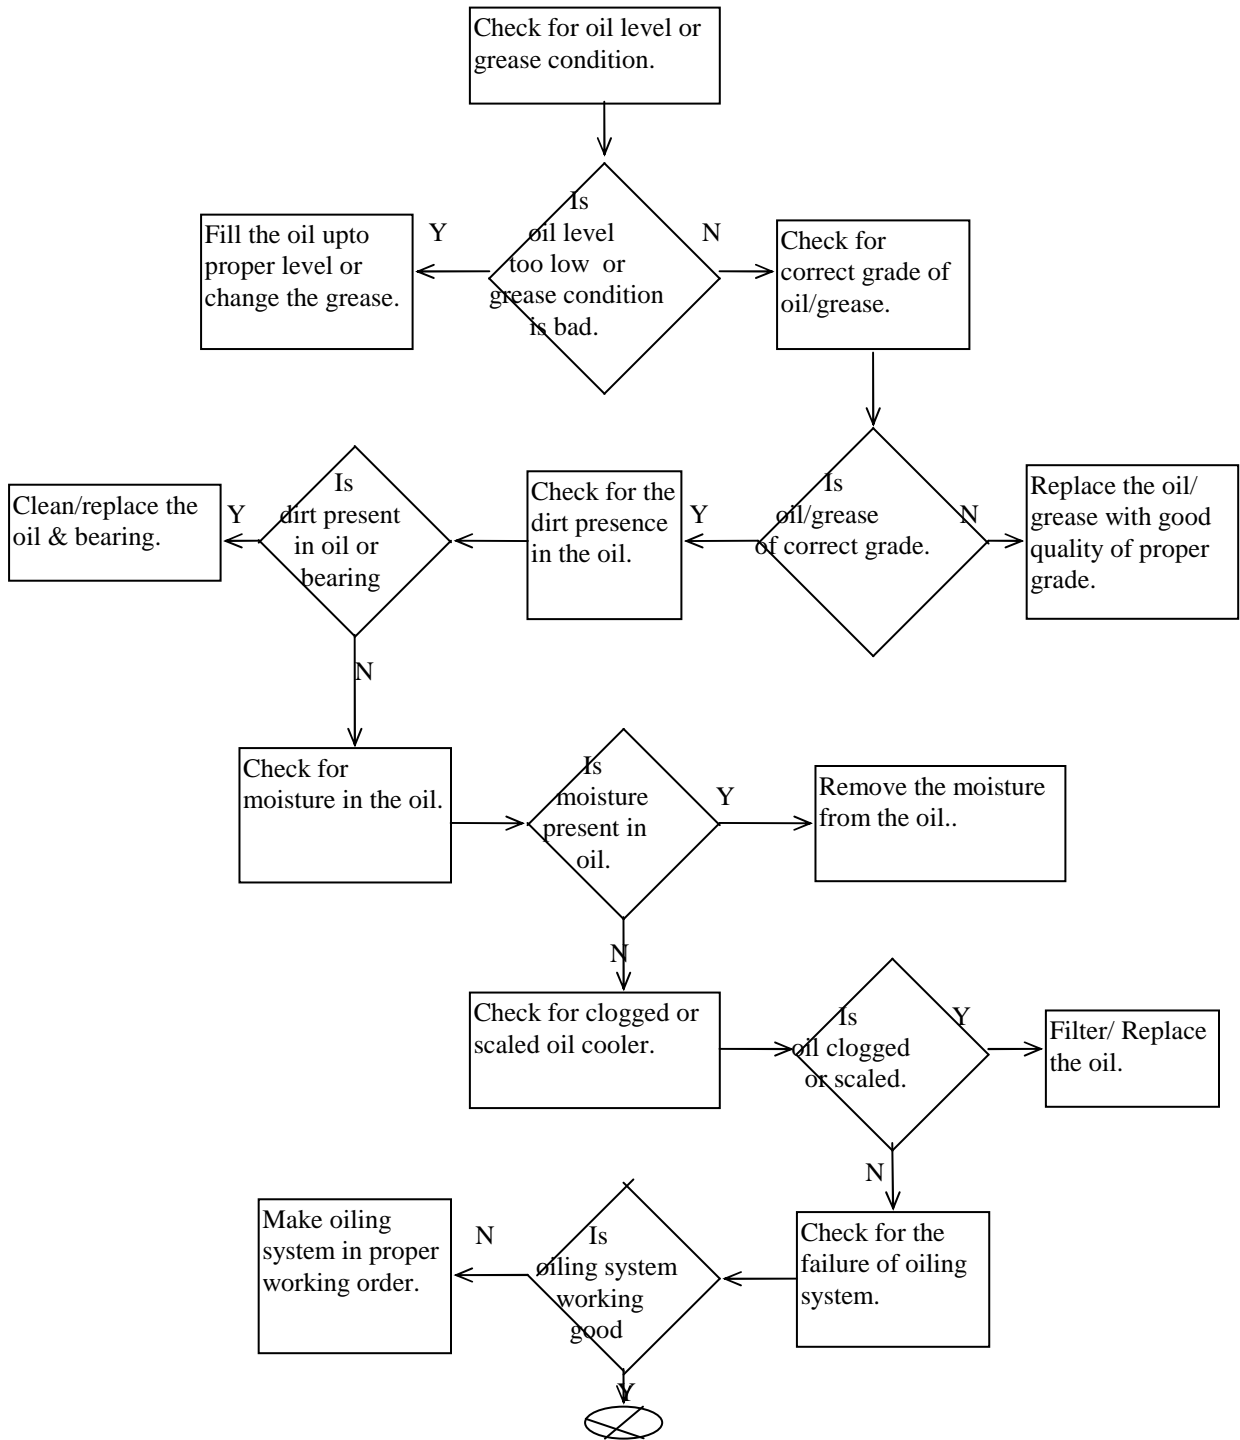 Check for oil level or
grease condition.
Is
oil level
too low or
grease condition
is bad.
Y
N
Fill the oil upto
proper level or
change the grease.
Check for
correct grade of
oil/grease.
Is
oil/grease
of correct grade.
Y
N
Replace the oil/
grease with good
quality of proper
grade.
Check for the
dirt presence
in the oil.
Is
dirt present
in oil or
bearing
Y
Clean/replace the
oil & bearing.
N
Check for
moisture in the oil.
Is
moisture
present in
oil.
Y
Remove the moisture
from the oil..
N
Check for clogged or
scaled oil cooler.
Is
oil clogged
or scaled.
Y
Filter/ Replace
the oil.
N
Check for the
failure of oiling
system.
Is
oiling system
working
good
N
Make oiling
system in proper
working order.
Y